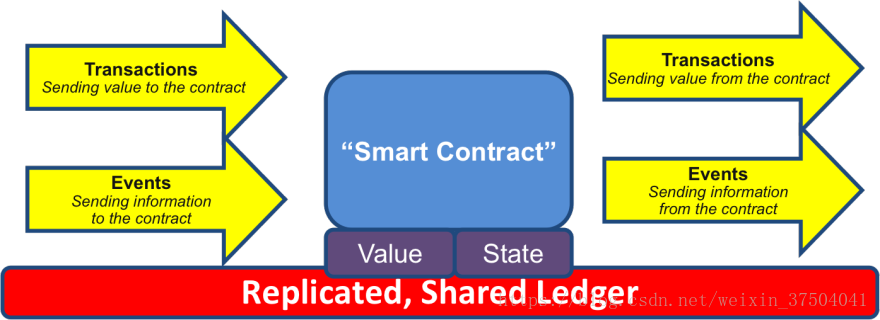 Transactions
Sending value to the contract
Events
Sending information
to the contract
“Smart Contract”
Value
State
Transactions
Sending value from the contract
Events
Sending information
from the contract
Replicated, Shared Ledger
https://blog.csdn.net/weixin_37504041